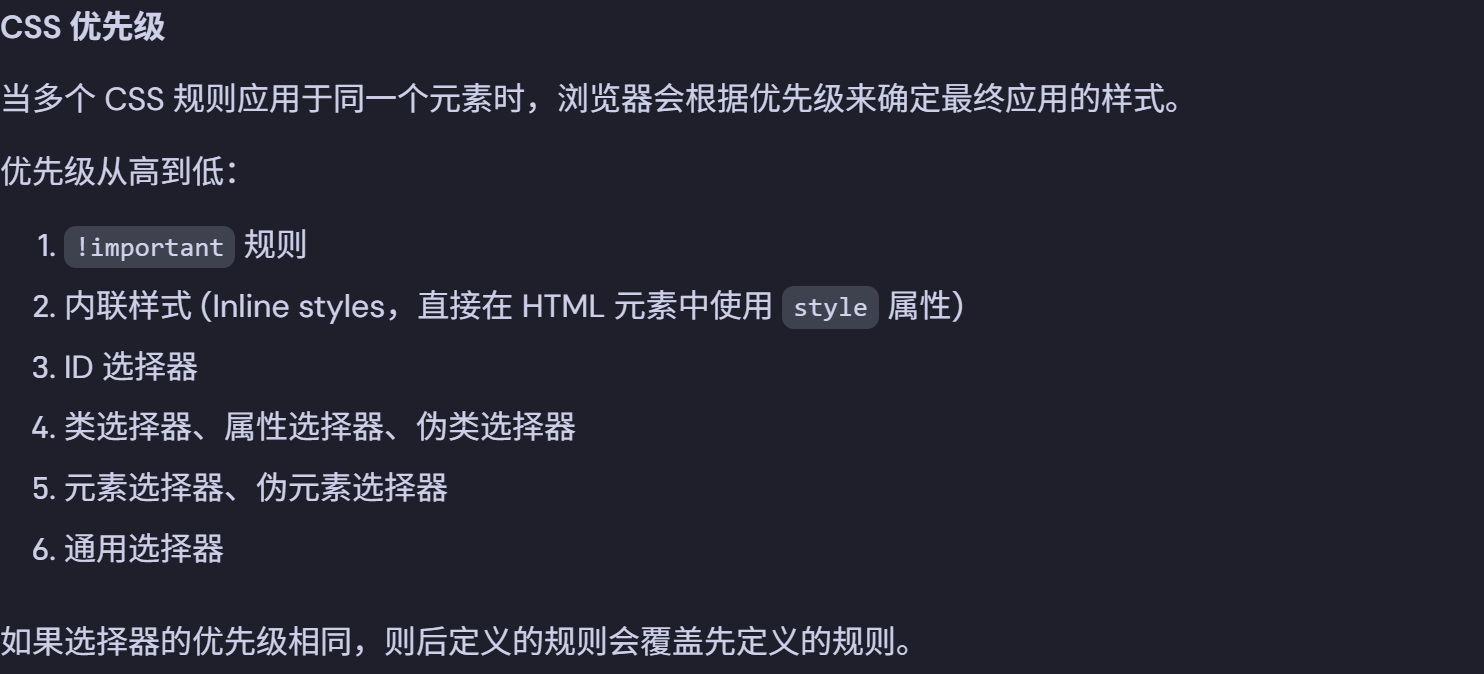 CSS 优先级
当多个 CSS 规则应用于同一个元素时，浏览器会根据优先级来确定最终应用的样式。
优先级从高到低：
1. !important 规则
2. 内联样式 (Inline styles，直接在 HTML 元素中使用 style 属性)
3. ID 选择器
4. 类选择器、属性选择器、伪类选择器
5. 元素选择器、伪元素选择器
6. 通用选择器
如果选择器的优先级相同，则后定义的规则会覆盖先定义的规则。